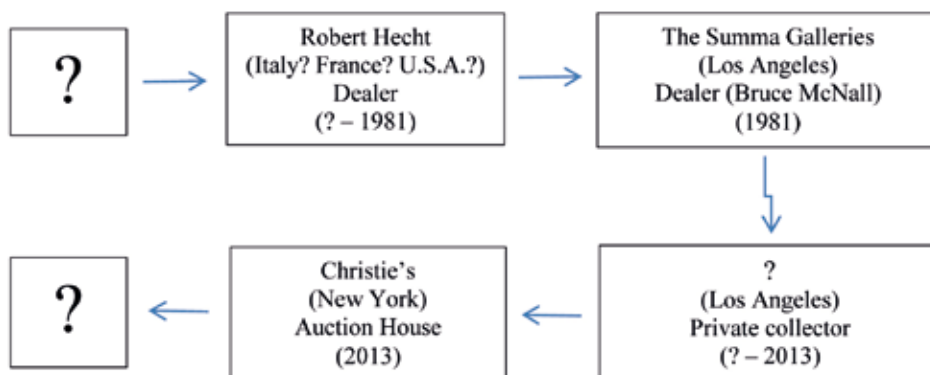 ?
Robert Hecht
(Italy? France? U.S.A.?)
Dealer
(? – 1981)
The Summa Galleries
(Los Angeles)
Dealer (Bruce McNall)
(1981)
?
(Los Angeles)
Private collector
(? – 2013)
Christie’s
(New York)
Auction House
(2013)
?